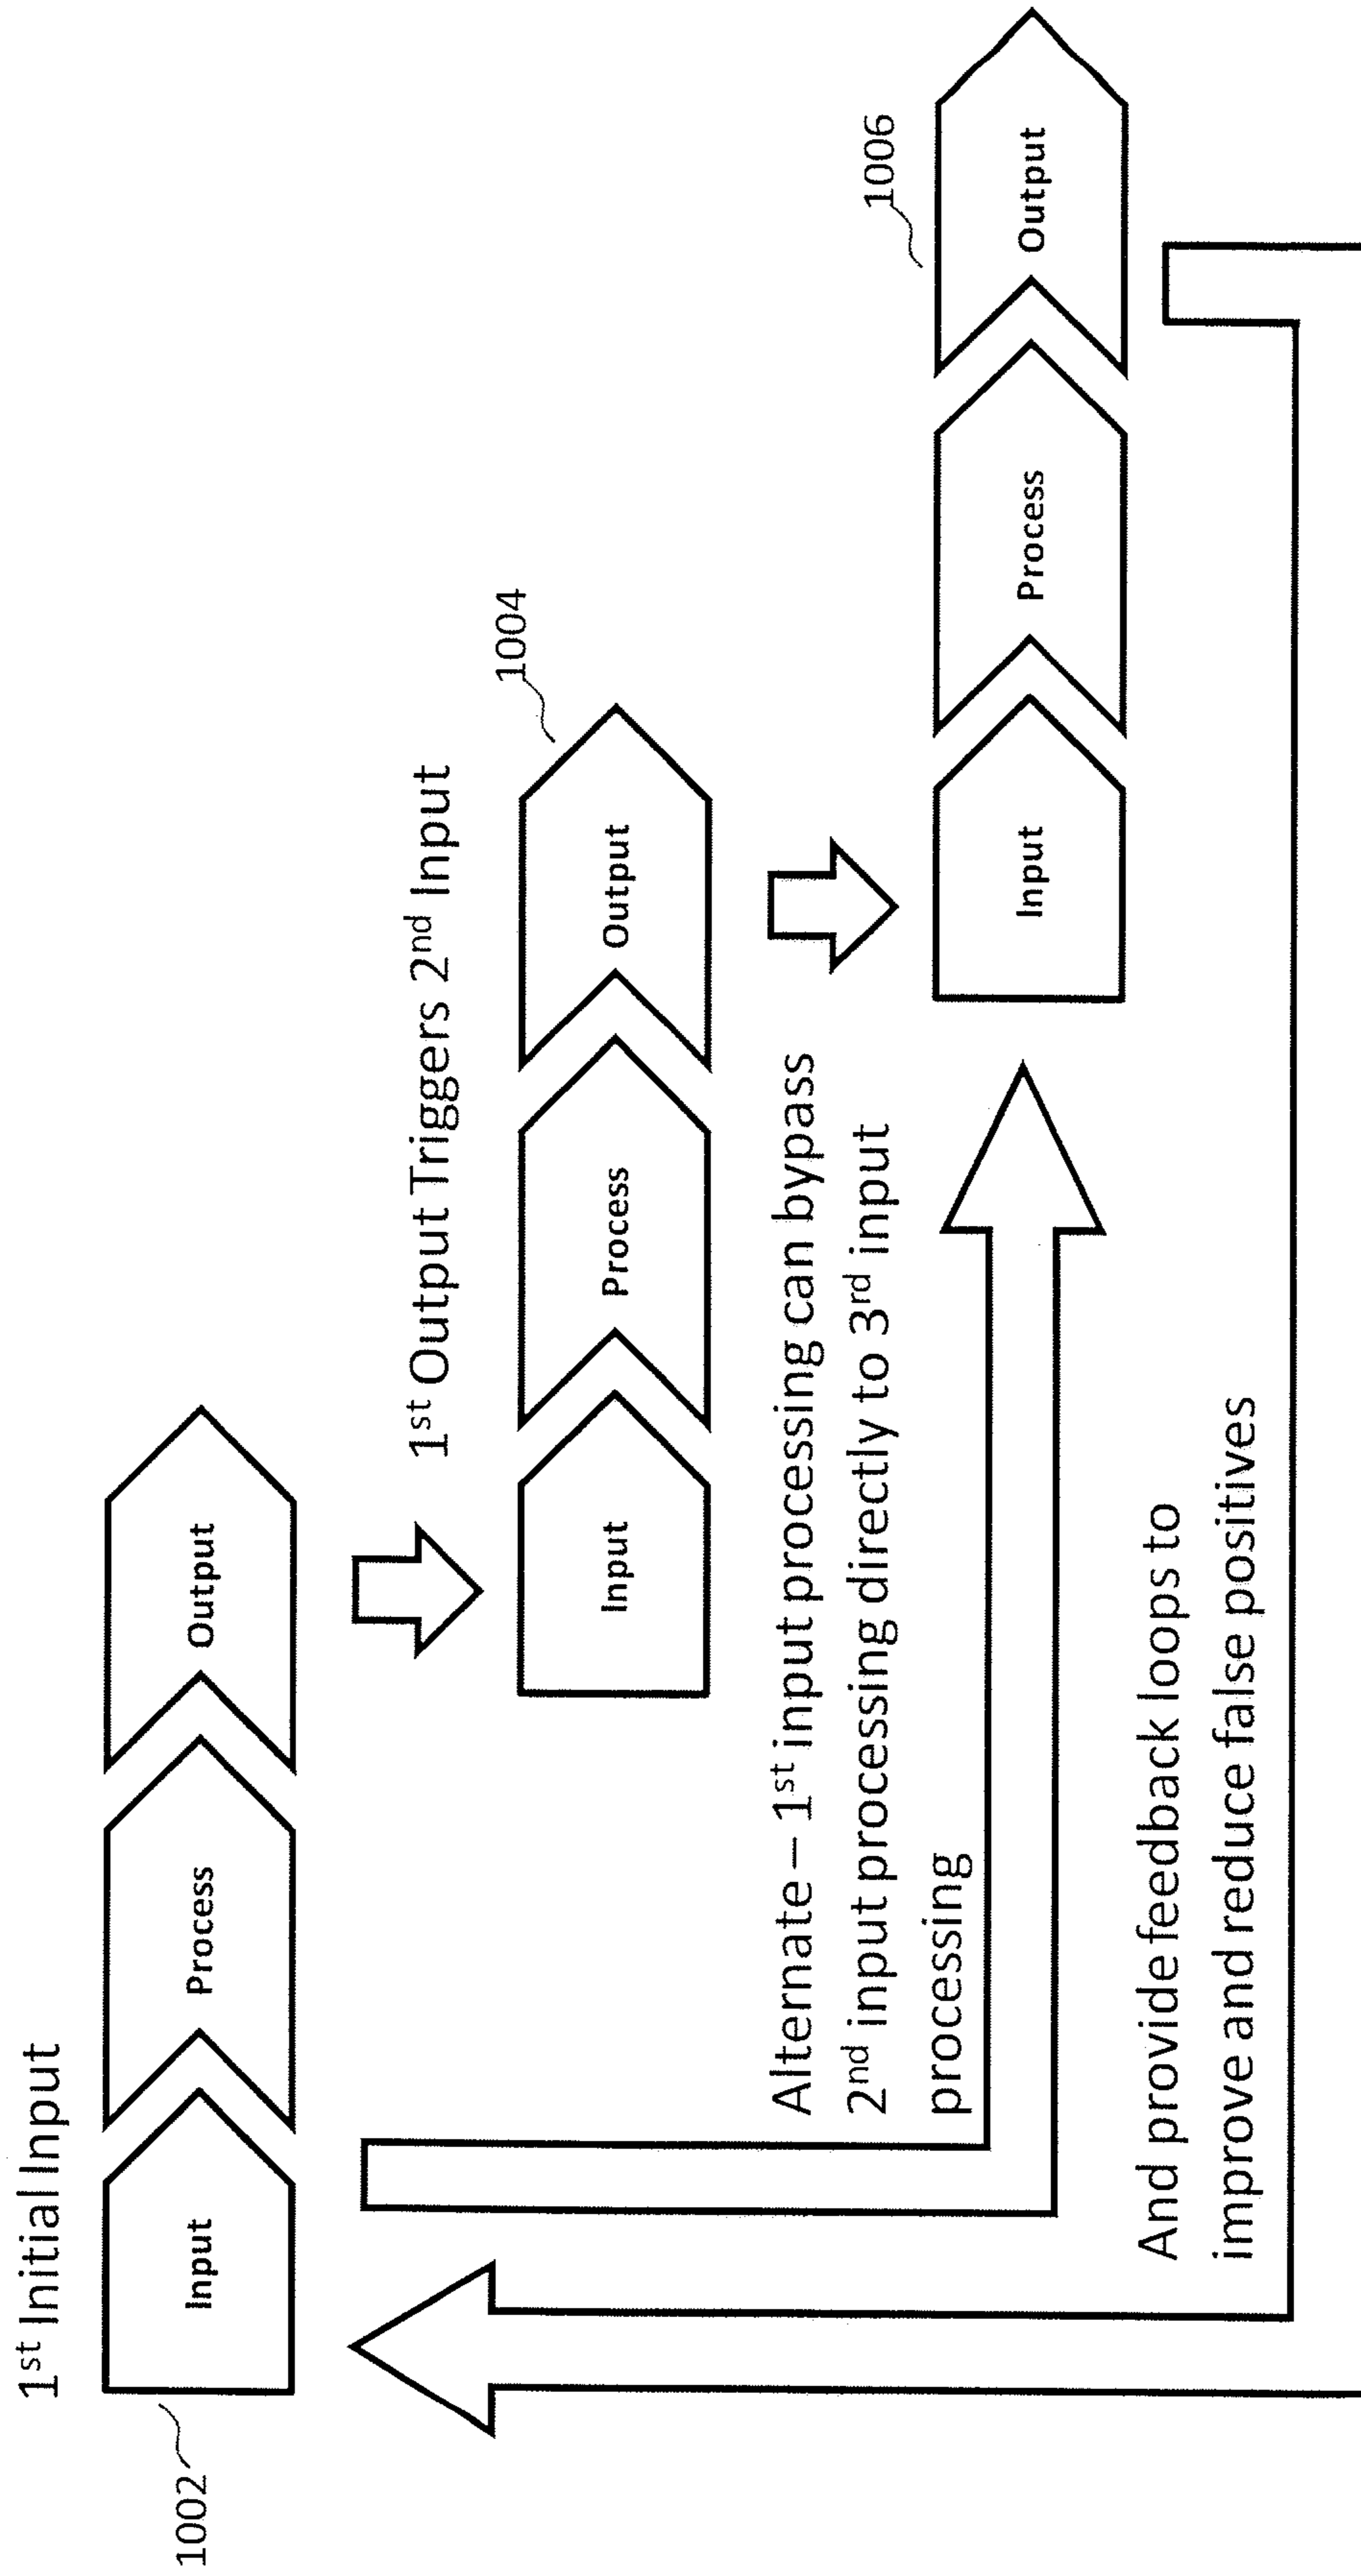 1st Initial Input
1002
Input
Process
Output
1st Output Triggers 2nd Input
1004
Input
Process
Output
Alternate – 1st input processing can bypass
2nd input processing directly to 3rd input
processing
1006
Input
Process
Output
And provide feedback loops to
improve and reduce false positives